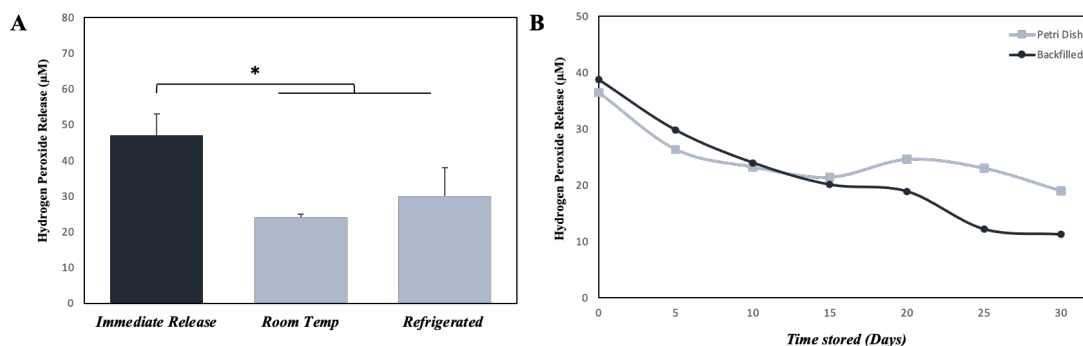 A
Hydrogen Peroxide Release (µM)
80
70
60
50
40
30
20
10
0
*
Immediate Release
Room Temp
Refrigerated
B
Hydrogen Peroxide Release (µM)
50
40
30
20
10
0
Petri Dish
Backfilled
0 5 10 15 20 25 30
Time stored (Days)